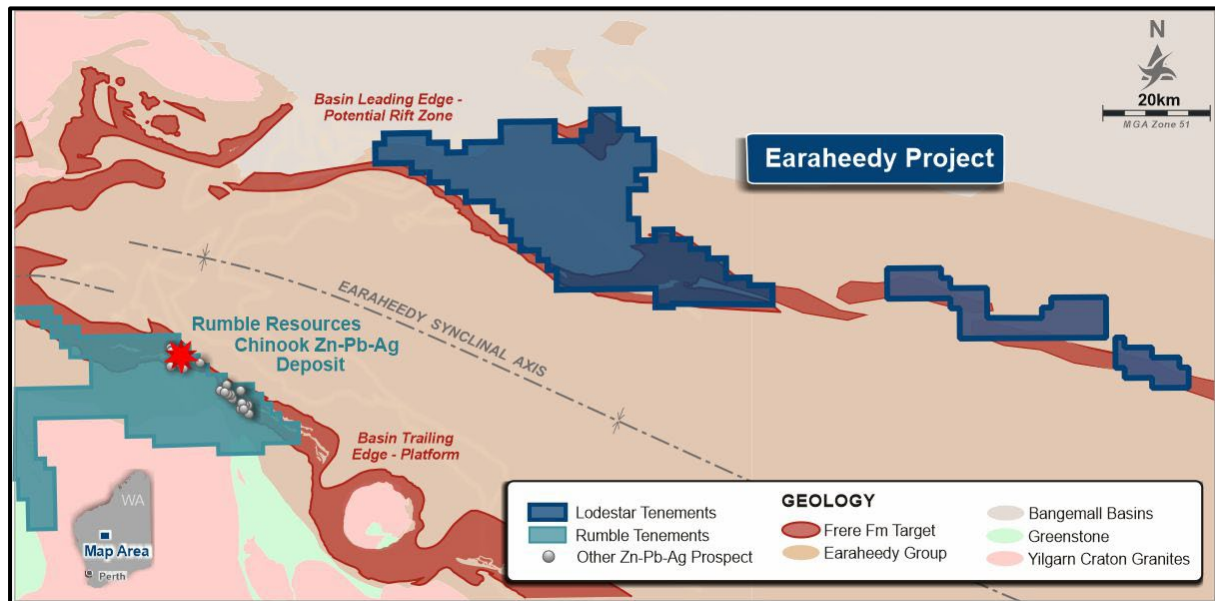 Basin Leading Edge -
Potential Rift Zone
N
20km
MGA Zone 51
Earaheedy Project
EARAHEEDY SYNCLINAL AXIS
Rumble Resources
Chinook Zn-Pb-Ag
Deposit
Basin Trailing
Edge - Platform
WA
Map Area
Perth
Lodestar Tenements
Rumble Tenements
Other Zn-Pb-Ag Prospect
GEOLOGY
Frere Fm Target
Earaheedy Group
Bangemall Basins
Greenstone
Yilgarn Craton Granites